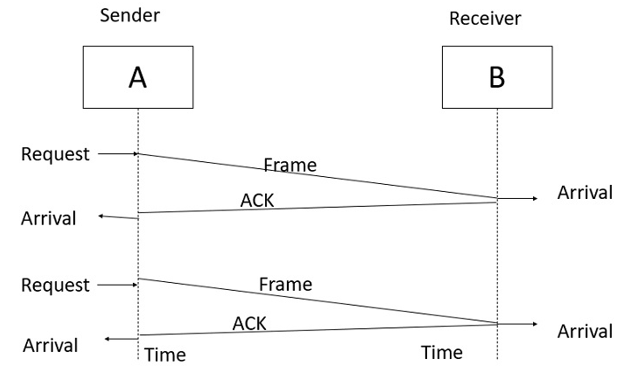 Sender
Receiver
A
B
Request
Frame
Arrival
ACK
Arrival
Request
Frame
ACK
Arrival
Arrival
Time
Time